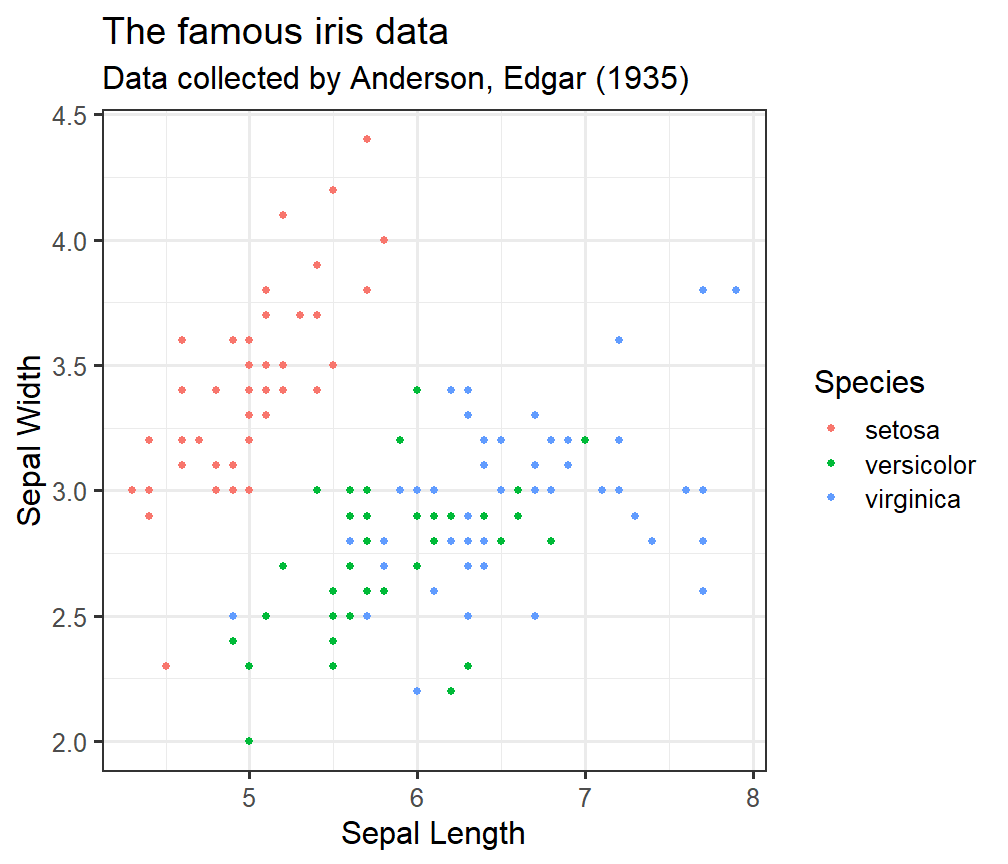 The famous iris data
Data collected by Anderson, Edgar (1935)
4.5
4.0
3.5
3.0
2.5
2.0
Sepal Width
5 6 7 8
Sepal Length
Species
setosa
versicolor
virginica